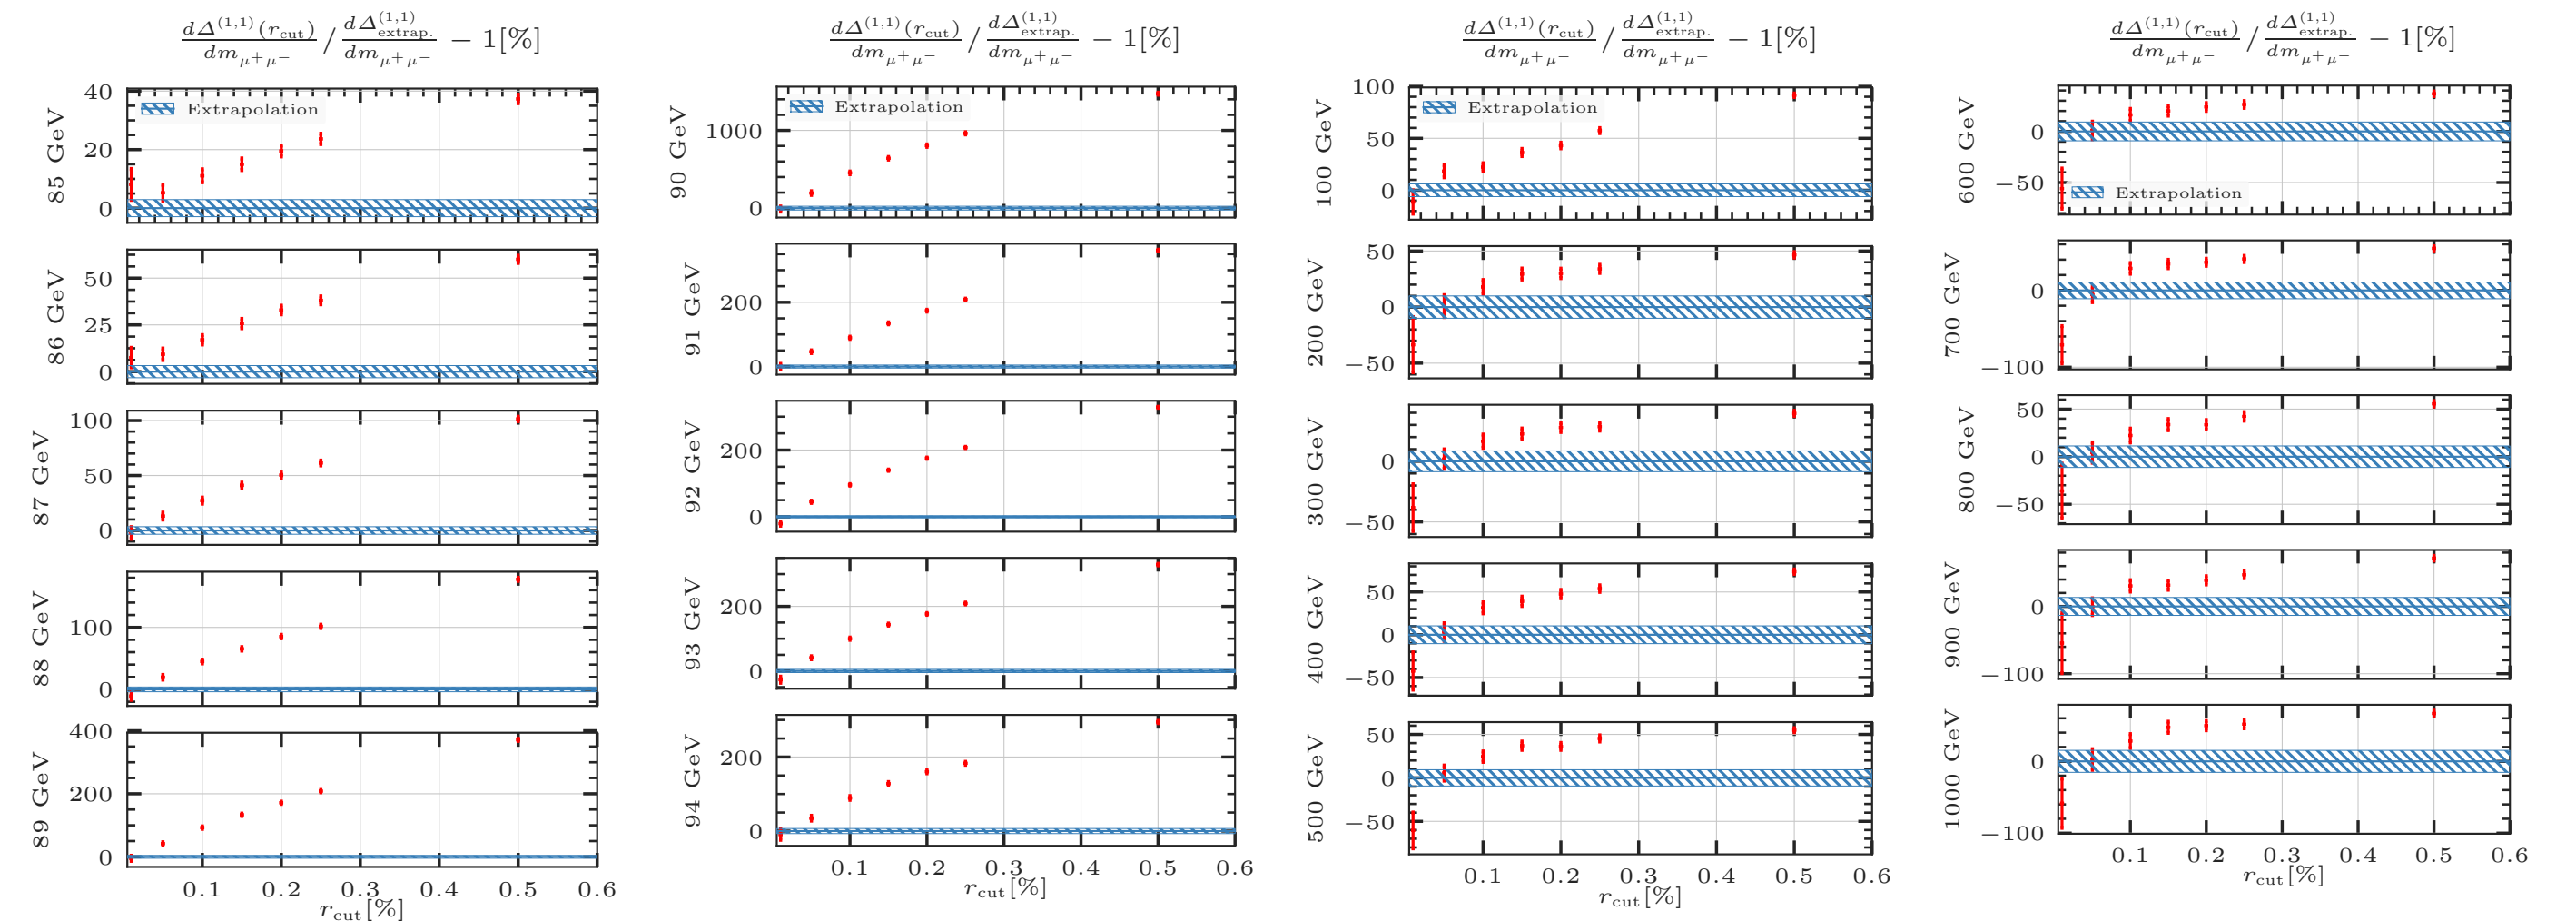 dΔ^(1,1)(r_cut)/dm_μ+μ− / dΔ^(1,1)_extrap./dm_μ+μ− − 1[%]
85 GeV
40
20
0
Extrapolation
86 GeV
50
25
0
87 GeV
100
50
0
88 GeV
100
0
89 GeV
400
200
0
0.1 0.2 0.3 0.4 0.5 0.6
r_cut[%]
dΔ^(1,1)(r_cut)/dm_μ+μ− / dΔ^(1,1)_extrap./dm_μ+μ− − 1[%]
90 GeV
1000
0
Extrapolation
91 GeV
200
0
92 GeV
200
0
93 GeV
200
0
94 GeV
200
0
0.1 0.2 0.3 0.4 0.5 0.6
r_cut[%]
dΔ^(1,1)(r_cut)/dm_μ+μ− / dΔ^(1,1)_extrap./dm_μ+μ− − 1[%]
100 GeV
100
50
0
Extrapolation
200 GeV
50
0
−50
300 GeV
0
−50
400 GeV
50
0
−50
500 GeV
50
0
−50
0.1 0.2 0.3 0.4 0.5 0.6
r_cut[%]
dΔ^(1,1)(r_cut)/dm_μ+μ− / dΔ^(1,1)_extrap./dm_μ+μ− − 1[%]
600 GeV
0
−50
Extrapolation
700 GeV
0
−100
800 GeV
50
0
−50
900 GeV
0
−100
1000 GeV
0
−100
0.1 0.2 0.3 0.4 0.5 0.6
r_cut[%]